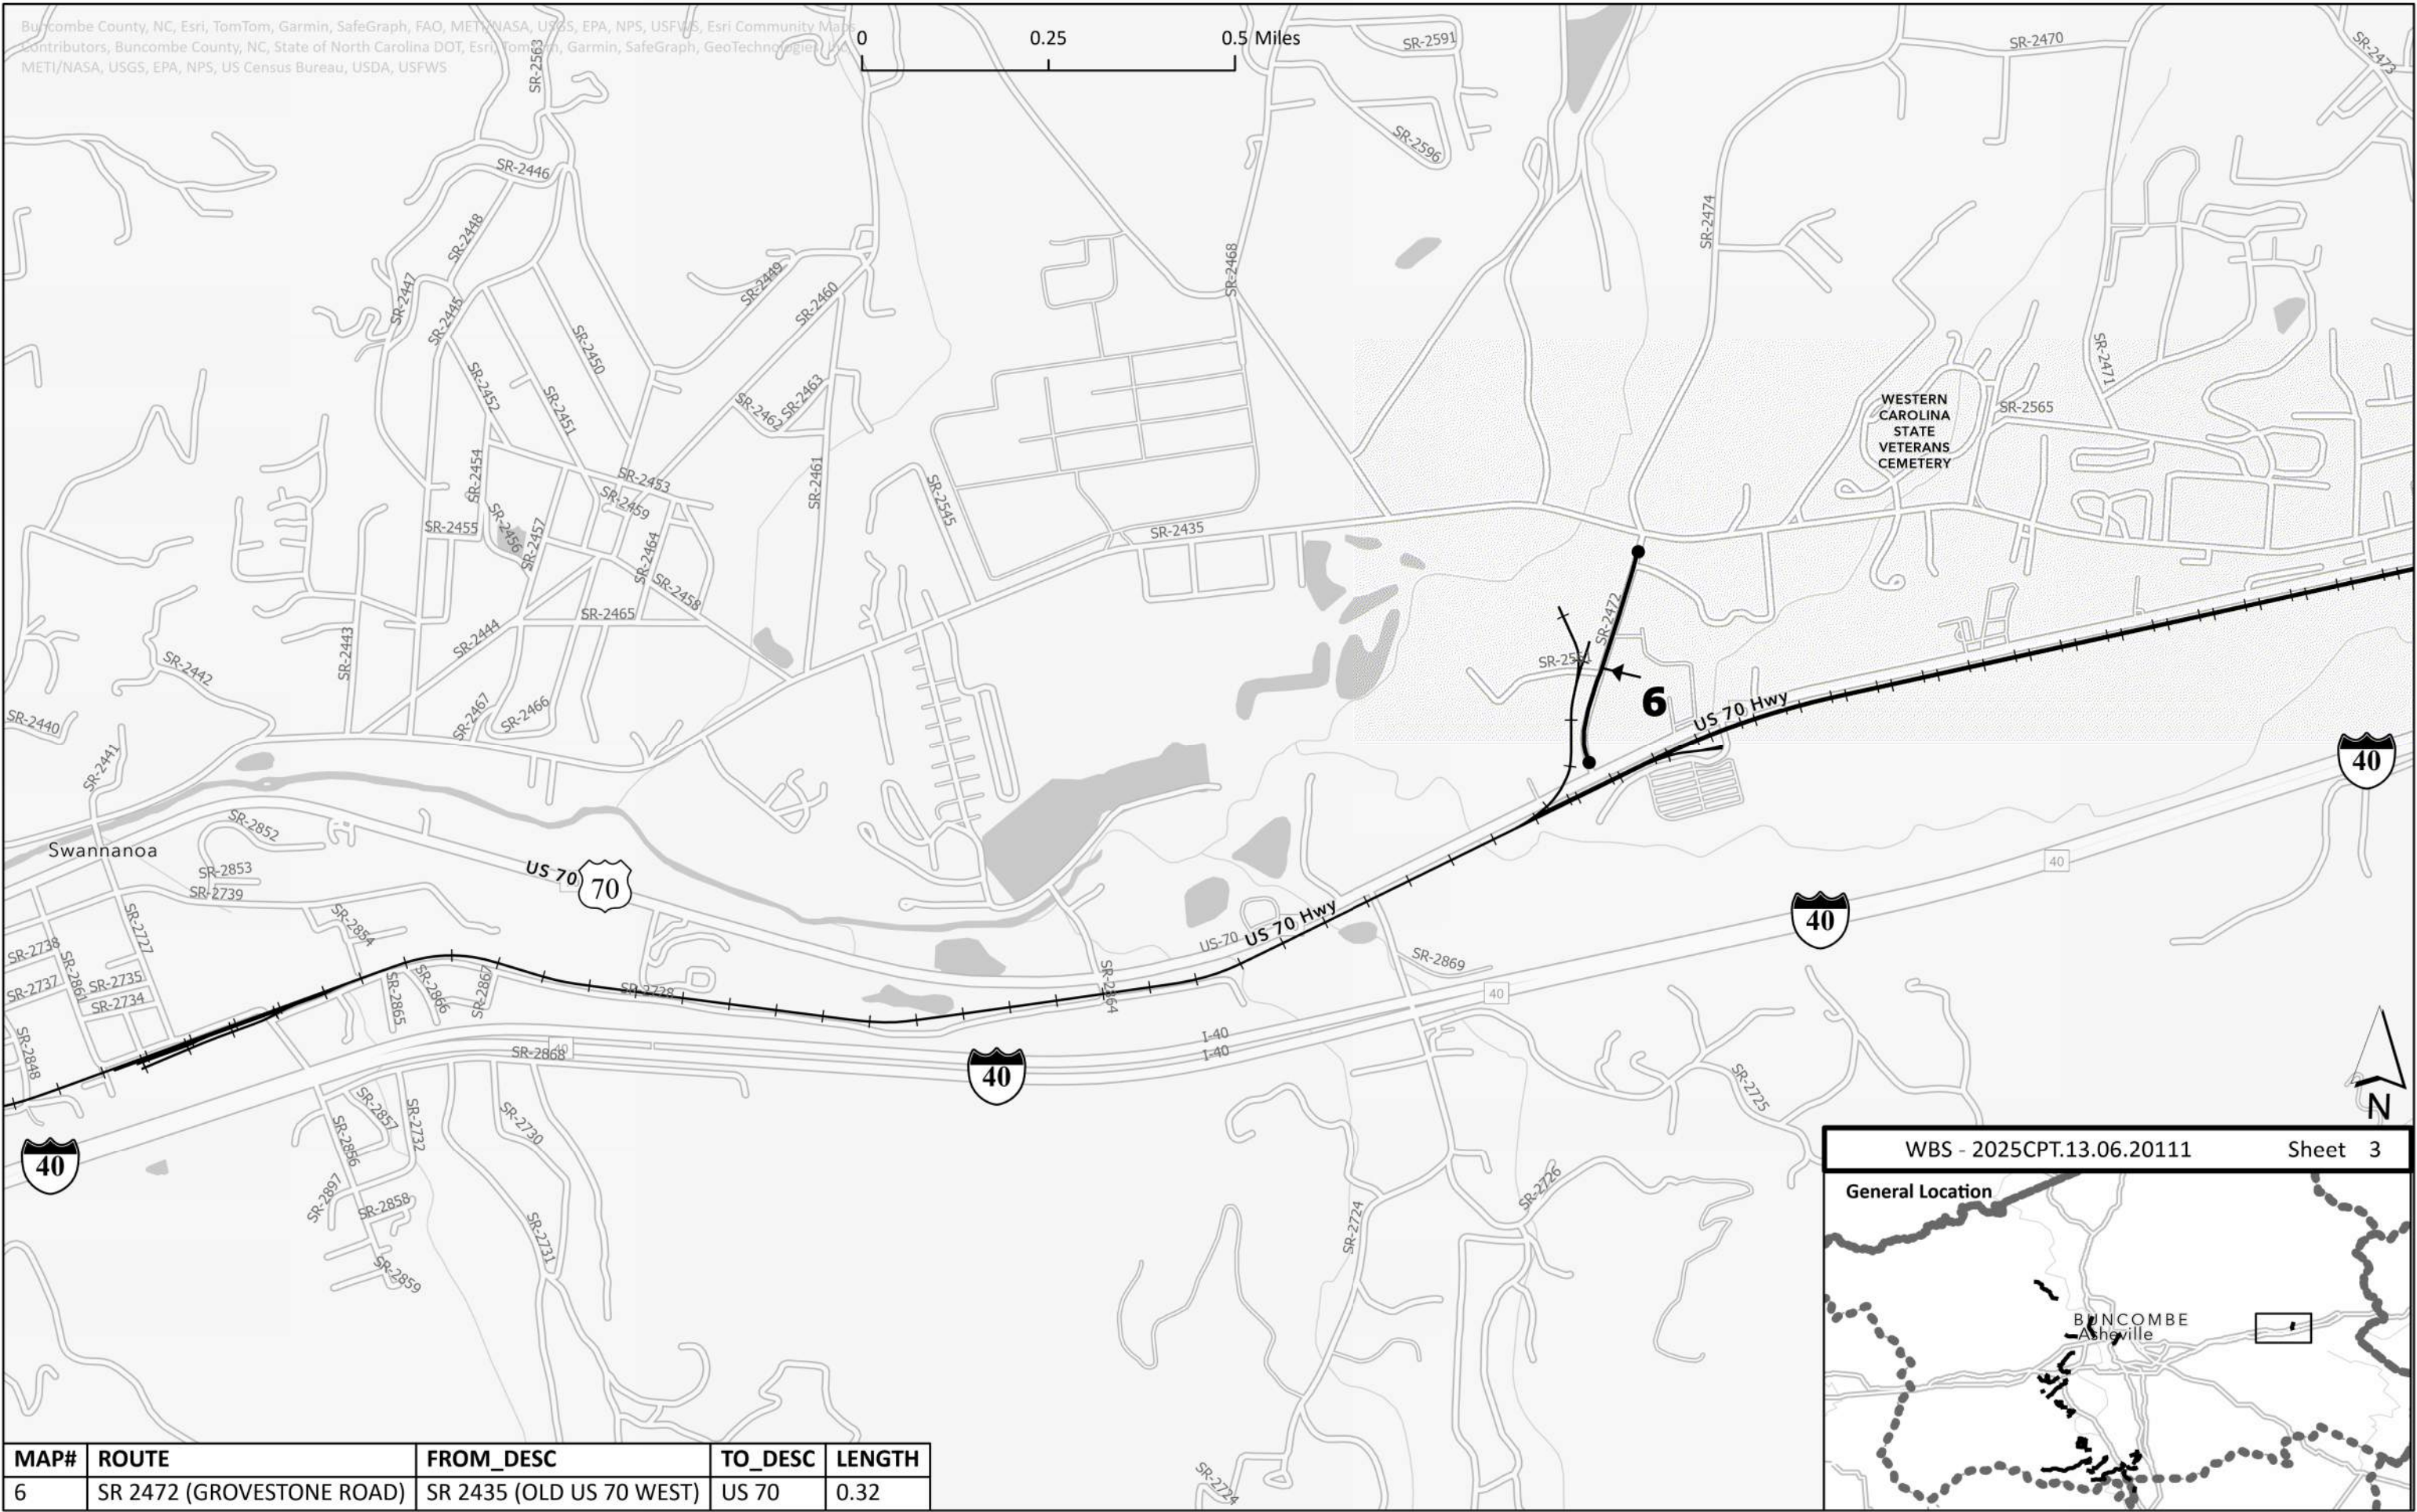 Buncombe County, NC, Esri, TomTom, Garmin, SafeGraph, FAO, METI/NASA, USGS, EPA, NPS, USFWS, Esri Community Maps
Contributors, Buncombe County, NC, State of North Carolina DOT, Esri, TomTom, Garmin, SafeGraph, GeoTechnologies, Inc,
METI/NASA, USGS, EPA, NPS, US Census Bureau, USDA, USFWS
0 0.25 0.5 Miles
SR-2563
SR-2591
SR-2470
SR-2473
SR-2596
SR-2446
SR-2448
SR-2474
SR-2468
SR-2449
SR-2460
SR-2447
SR-2445
SR-2450
SR-2471
SR-2452
SR-2451
SR-2462
SR-2463
WESTERN
CAROLINA
STATE
VETERANS
CEMETERY
SR-2565
SR-2454
SR-2453
SR-2461
SR-2459
SR-2545
SR-2455
SR-2456
SR-2457
SR-2464
SR-2435
SR-2458
SR-2465
SR-2472
SR-2443
SR-2444
SR-2442
6
SR-2440
SR-2467
SR-2466
US 70 Hwy
SR-2441
40
SR-2852
Swannanoa
SR-2853
SR-2739
US 70
70
40
SR-2727
SR-2854
40
US-70
US 70 Hwy
SR-2738
SR-2861
SR-2869
SR-2737
SR-2735
SR-2734
SR-2865
SR-2866
SR-2867
SR-2728
SR-2864
40
SR-2848
I-40
I-40
SR-2868
40
40
SR-2725
SR-2857
SR-2856
SR-2732
SR-2730
40
SR-2897
SR-2858
SR-2731
SR-2859
SR-2726
SR-2724
SR-2724
N
WBS - 2025CPT.13.06.20111 Sheet 3
General Location
BUNCOMBE
Asheville
MAP# ROUTE FROM_DESC TO_DESC LENGTH
6 SR 2472 (GROVESTONE ROAD) SR 2435 (OLD US 70 WEST) US 70 0.32